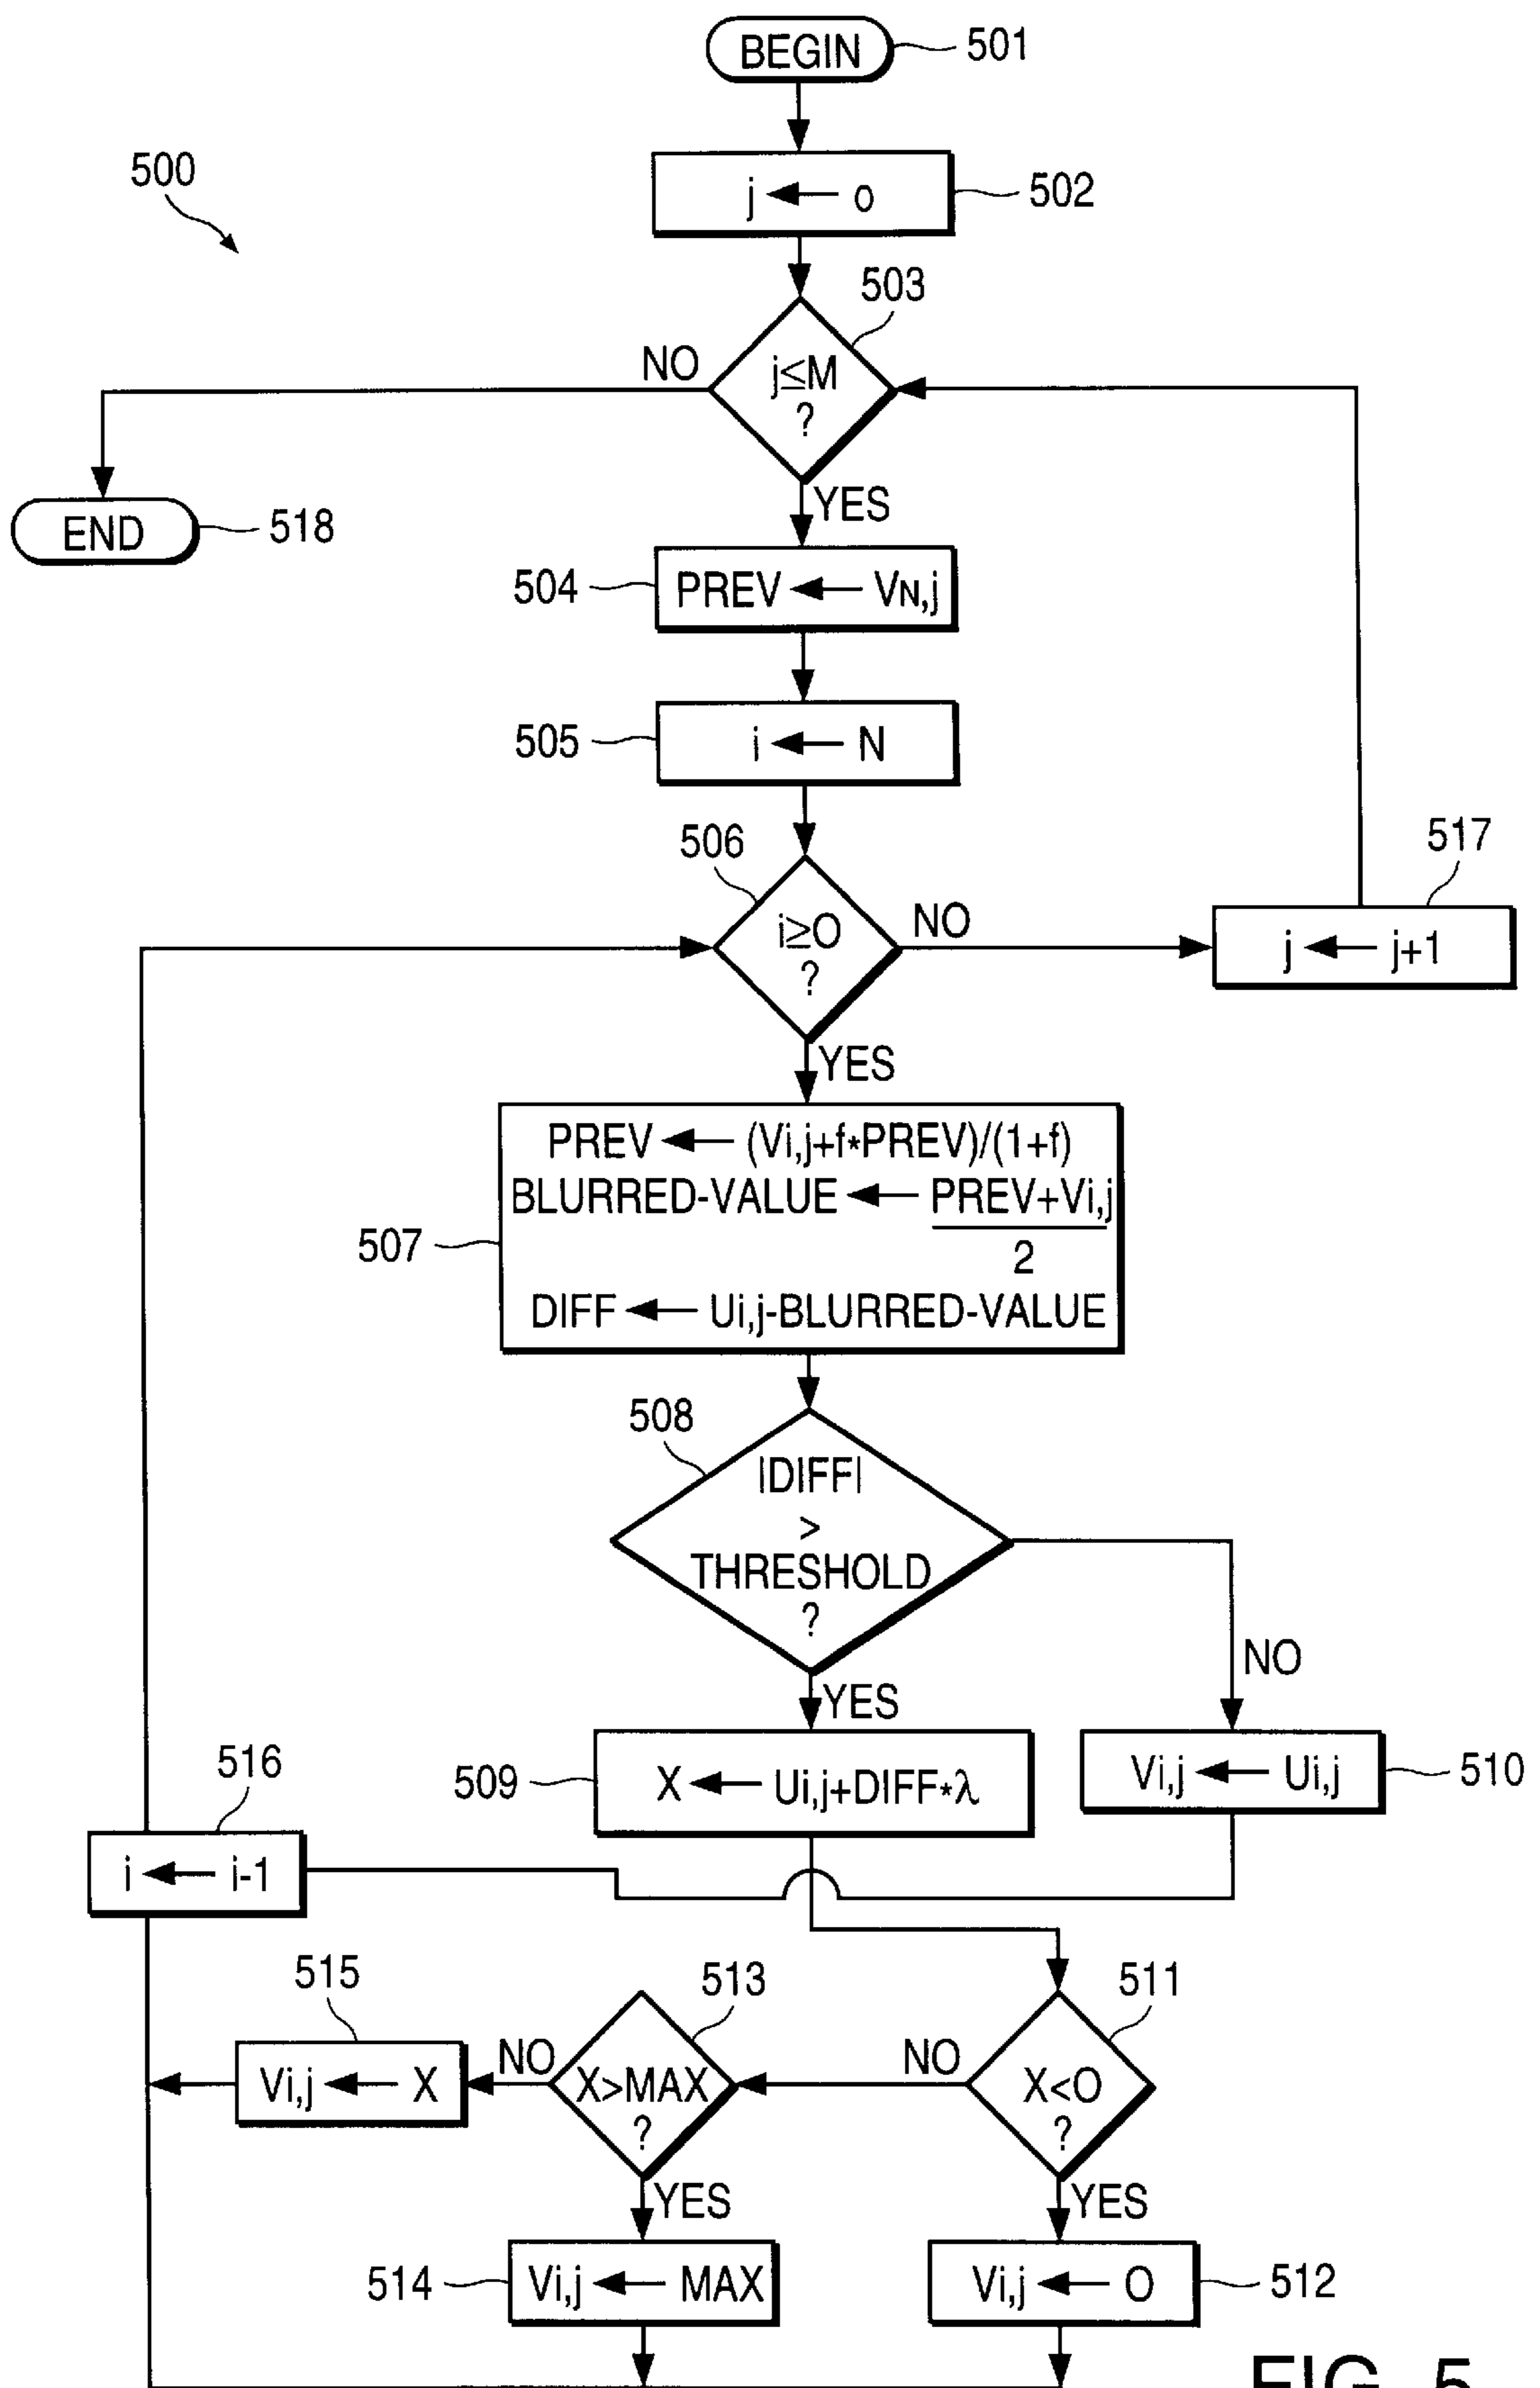 BEGIN
501
j ← o
502
500
503
j≤M
?
NO
YES
END
518
504
PREV ← VN,j
505
i ← N
506
i≥O
?
NO
YES
517
j ← j+1
507
PREV ← (Vi,j+f*PREV)/(1+f)
BLURRED-VALUE ← PREV+Vi,j
2
DIFF ← Ui,j-BLURRED-VALUE
508
|DIFF|
>
THRESHOLD
?
NO
YES
509
X ← Ui,j+DIFF*λ
Vi,j ← Ui,j
510
516
i ← i-1
515
Vi,j ← X
NO
513
X>MAX
?
NO
511
X<O
?
YES
YES
514
Vi,j ← MAX
Vi,j ← O
512
FIG. 5